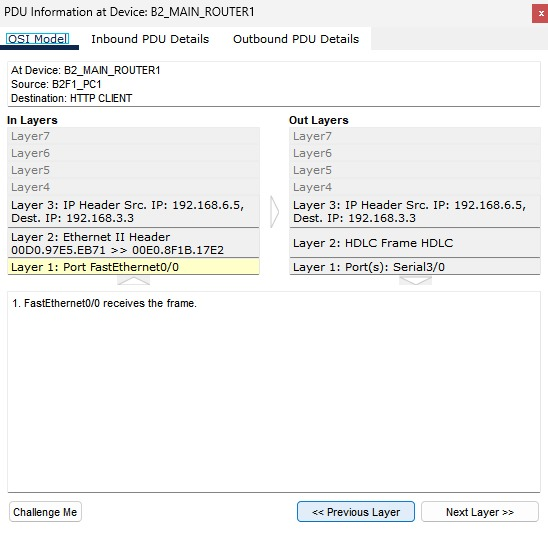 PDU Information at Device: B2_MAIN_ROUTER1
x
OSI Model Inbound PDU Details Outbound PDU Details
At Device: B2_MAIN_ROUTER1
Source: B2F1_PC1
Destination: HTTP CLIENT
In Layers
Layer7
Layer6
Layer5
Layer4
Layer 3: IP Header Src. IP: 192.168.6.5,
Dest. IP: 192.168.3.3
Layer 2: Ethernet II Header
00D0.97E5.EB71 >> 00E0.8F1B.17E2
Layer 1: Port FastEthernet0/0
Out Layers
Layer7
Layer6
Layer5
Layer4
Layer 3: IP Header Src. IP: 192.168.6.5,
Dest. IP: 192.168.3.3
Layer 2: HDLC Frame HDLC
Layer 1: Port(s): Serial3/0
1. FastEthernet0/0 receives the frame.
Challenge Me << Previous Layer Next Layer >>